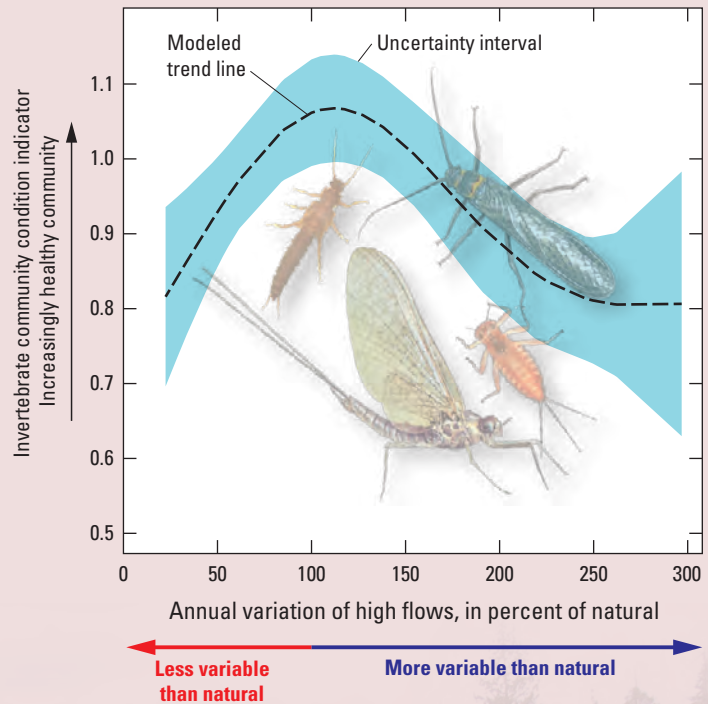 Modeled
trend line
Uncertainty interval
Invertebrate community condition indicator
Increasingly healthy community
1.1
1.0
0.9
0.8
0.7
0.6
0.5
0 50 100 150 200 250 300
Annual variation of high flows, in percent of natural
Less variable
than natural
More variable than natural